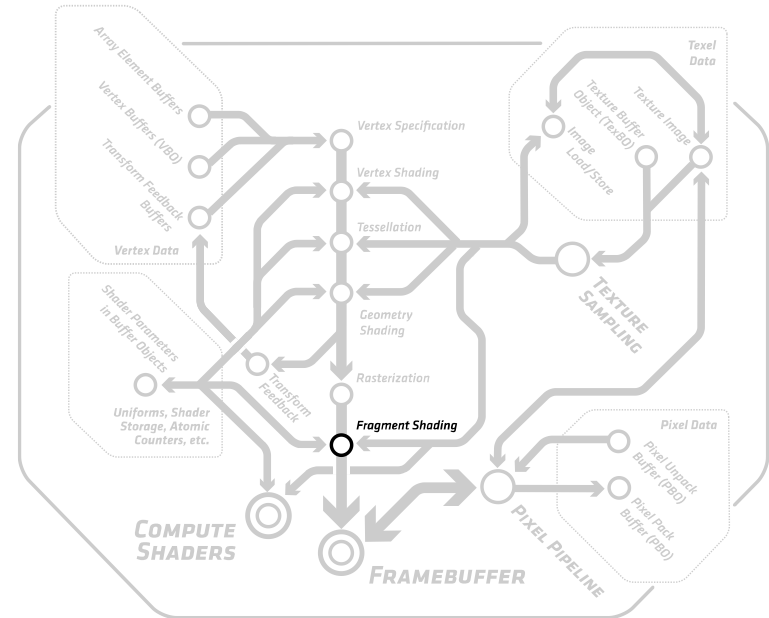 Array Element Buffers
Vertex Buffers (VBO)
Transform Feedback
Buffers
Vertex Data
Vertex Specification
Vertex Shading
Tessellation
Geometry
Shading
Rasterization
Fragment Shading
Texel
Data
Texture Image
Texture Buffer
Object (TexBO)
Image
Load/Store
TEXTURE
SAMPLING
Shader Parameters
in Buffer Objects
Uniforms, Shader
Storage, Atomic
Counters, etc.
Transform
Feedback
Pixel Data
Pixel Unpack
Buffer (PBO)
Pixel Pack
Buffer (PBO)
PIXEL PIPELINE
COMPUTE
SHADERS
FRAMEBUFFER